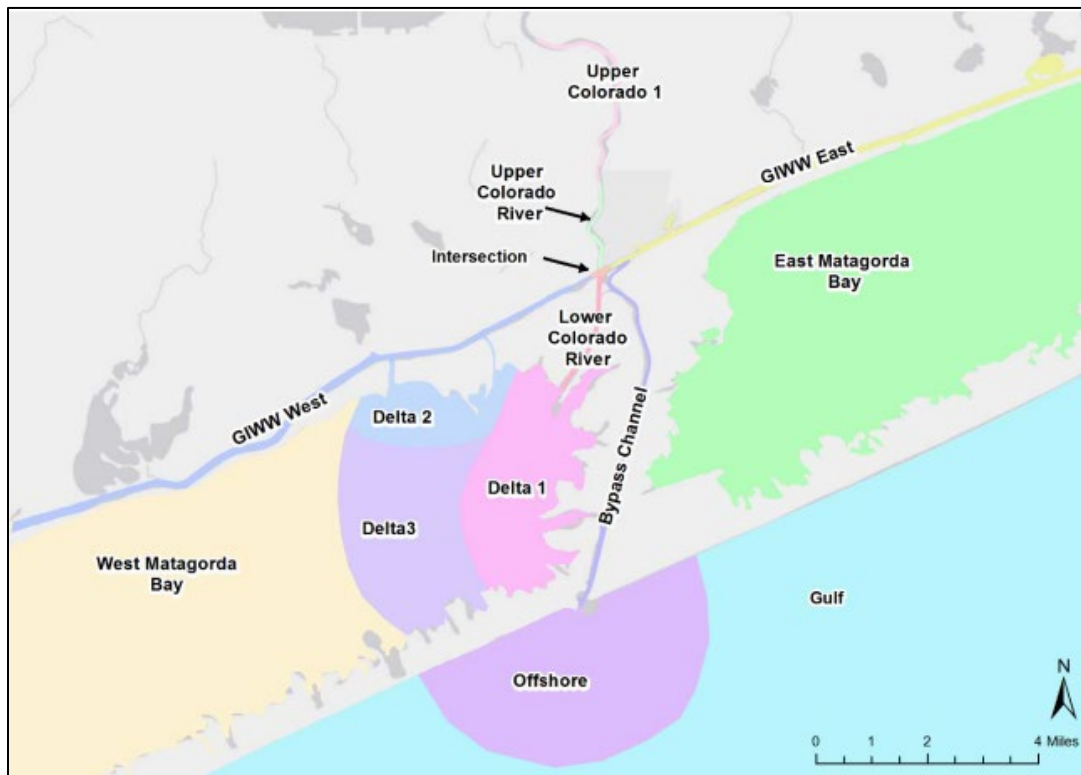 Upper
Colorado 1
GIWW East
Upper
Colorado
River
Intersection
East Matagorda
Bay
Lower
Colorado
River
GIWW West
Delta 2
Bypass Channel
Delta 1
Delta3
West Matagorda
Bay
Gulf
Offshore
N
0 1 2 4 Miles